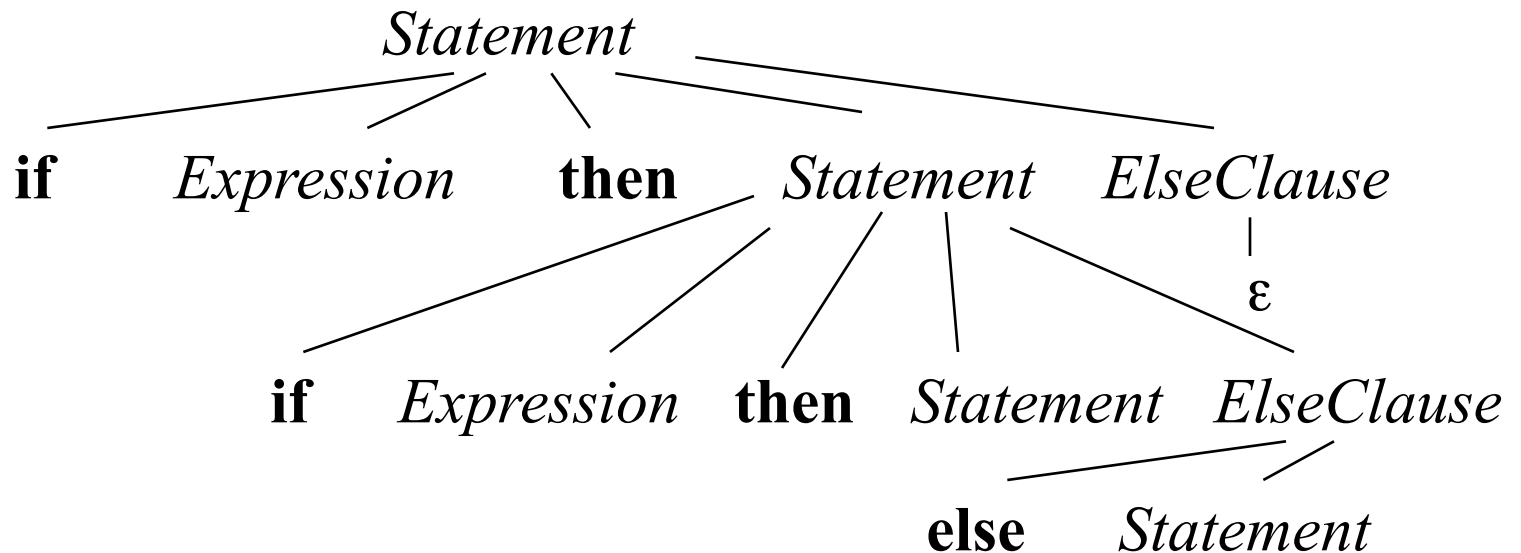 Statement
if Expression then Statement ElseClause
ε
if Expression then Statement ElseClause
else Statement